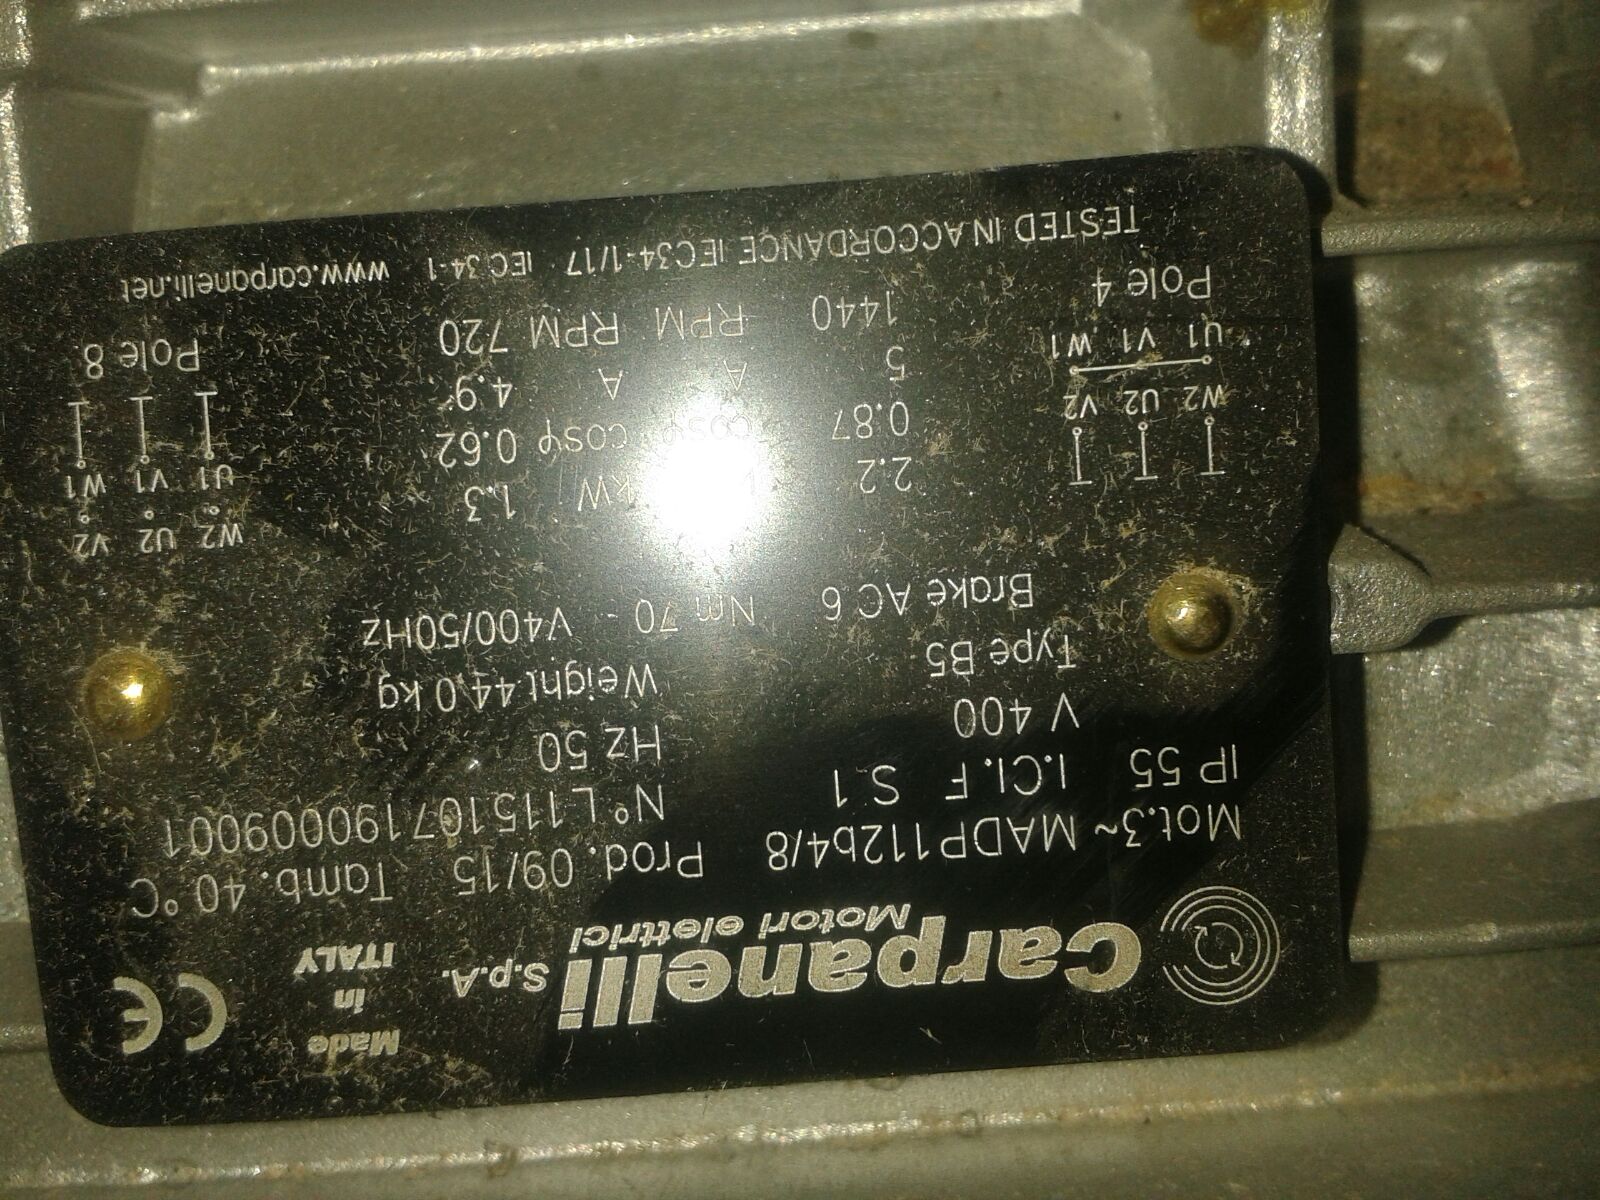 Carpanelli S.p.A.
Motori elettrici
Made
in
ITALY
CE
Mot.3~ MADP112b4/8 Prod. 09/15 Tamb. 40 °C
IP 55 I.Cl. F S 1 N°L.115107190009001
V 400 Hz 50
Type B5 Weight 44.0 kg
Brake AC 6 Nm 70 - V400/50Hz
W2 U2 V2
U1 V1 W1
Pole 8
2.2 kW 1.3
0.87 cosφ cosφ 0.62
5 A A 4.9
1440 RPM RPM 720
W2 U2 V2
U1 V1 W1
Pole 4
TESTED IN ACCORDANCE IEC34-1/17 IEC 34-1 www.carpanelli.net